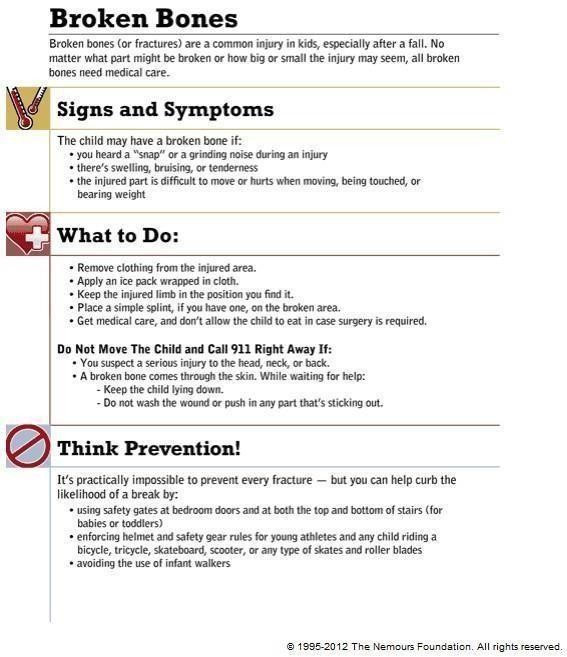 Broken Bones
Broken bones (or fractures) are a common injury in kids, especially after a fall. No
matter what part might be broken or how big or small the injury may seem, all broken
bones need medical care.
Signs and Symptoms
The child may have a broken bone if:
• you heard a "snap" or a grinding noise during an injury
• there's swelling, bruising, or tenderness
• the injured part is difficult to move or hurts when moving, being touched, or
bearing weight
What to Do:
• Remove clothing from the injured area.
• Apply an ice pack wrapped in cloth.
• Keep the injured limb in the position you find it.
• Place a simple splint, if you have one, on the broken area.
• Get medical care, and don't allow the child to eat in case surgery is required.
Do Not Move The Child and Call 911 Right Away If:
• You suspect a serious injury to the head, neck, or back.
• A broken bone comes through the skin. While waiting for help:
- Keep the child lying down.
- Do not wash the wound or push in any part that's sticking out.
Think Prevention!
It's practically impossible to prevent every fracture — but you can help curb the
likelihood of a break by:
• using safety gates at bedroom doors and at both the top and bottom of stairs (for
babies or toddlers)
• enforcing helmet and safety gear rules for young athletes and any child riding a
bicycle, tricycle, skateboard, scooter, or any type of skates and roller blades
• avoiding the use of infant walkers
© 1995-2012 The Nemours Foundation. All rights reserved.